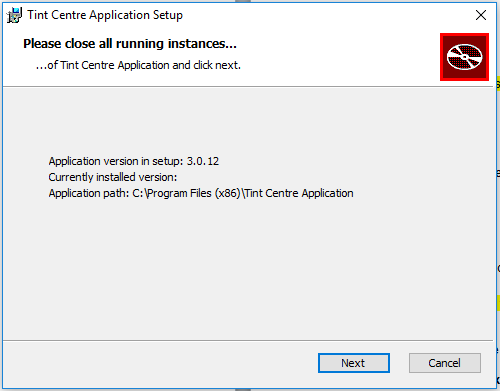 Tint Centre Application Setup
Please close all running instances...
...of Tint Centre Application and click next.
Application version in setup: 3.0.12
Currently installed version:
Application path: C:\Program Files (x86)\Tint Centre Application
Next
Cancel